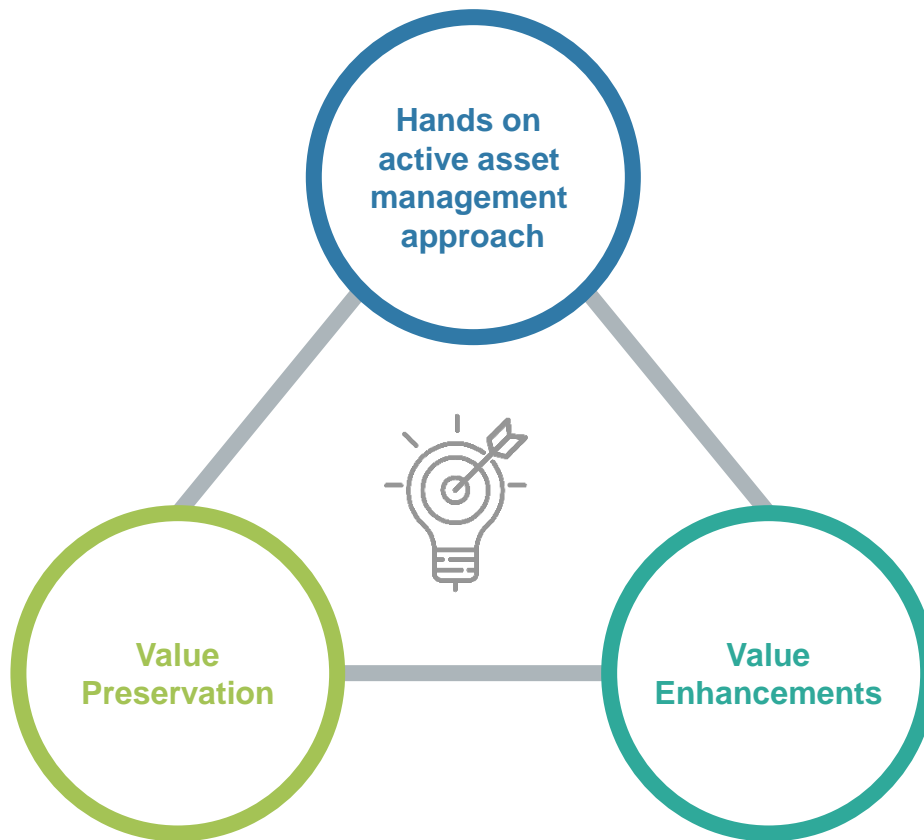 Hands on
active asset
management
approach
Value
Preservation
Value
Enhancements